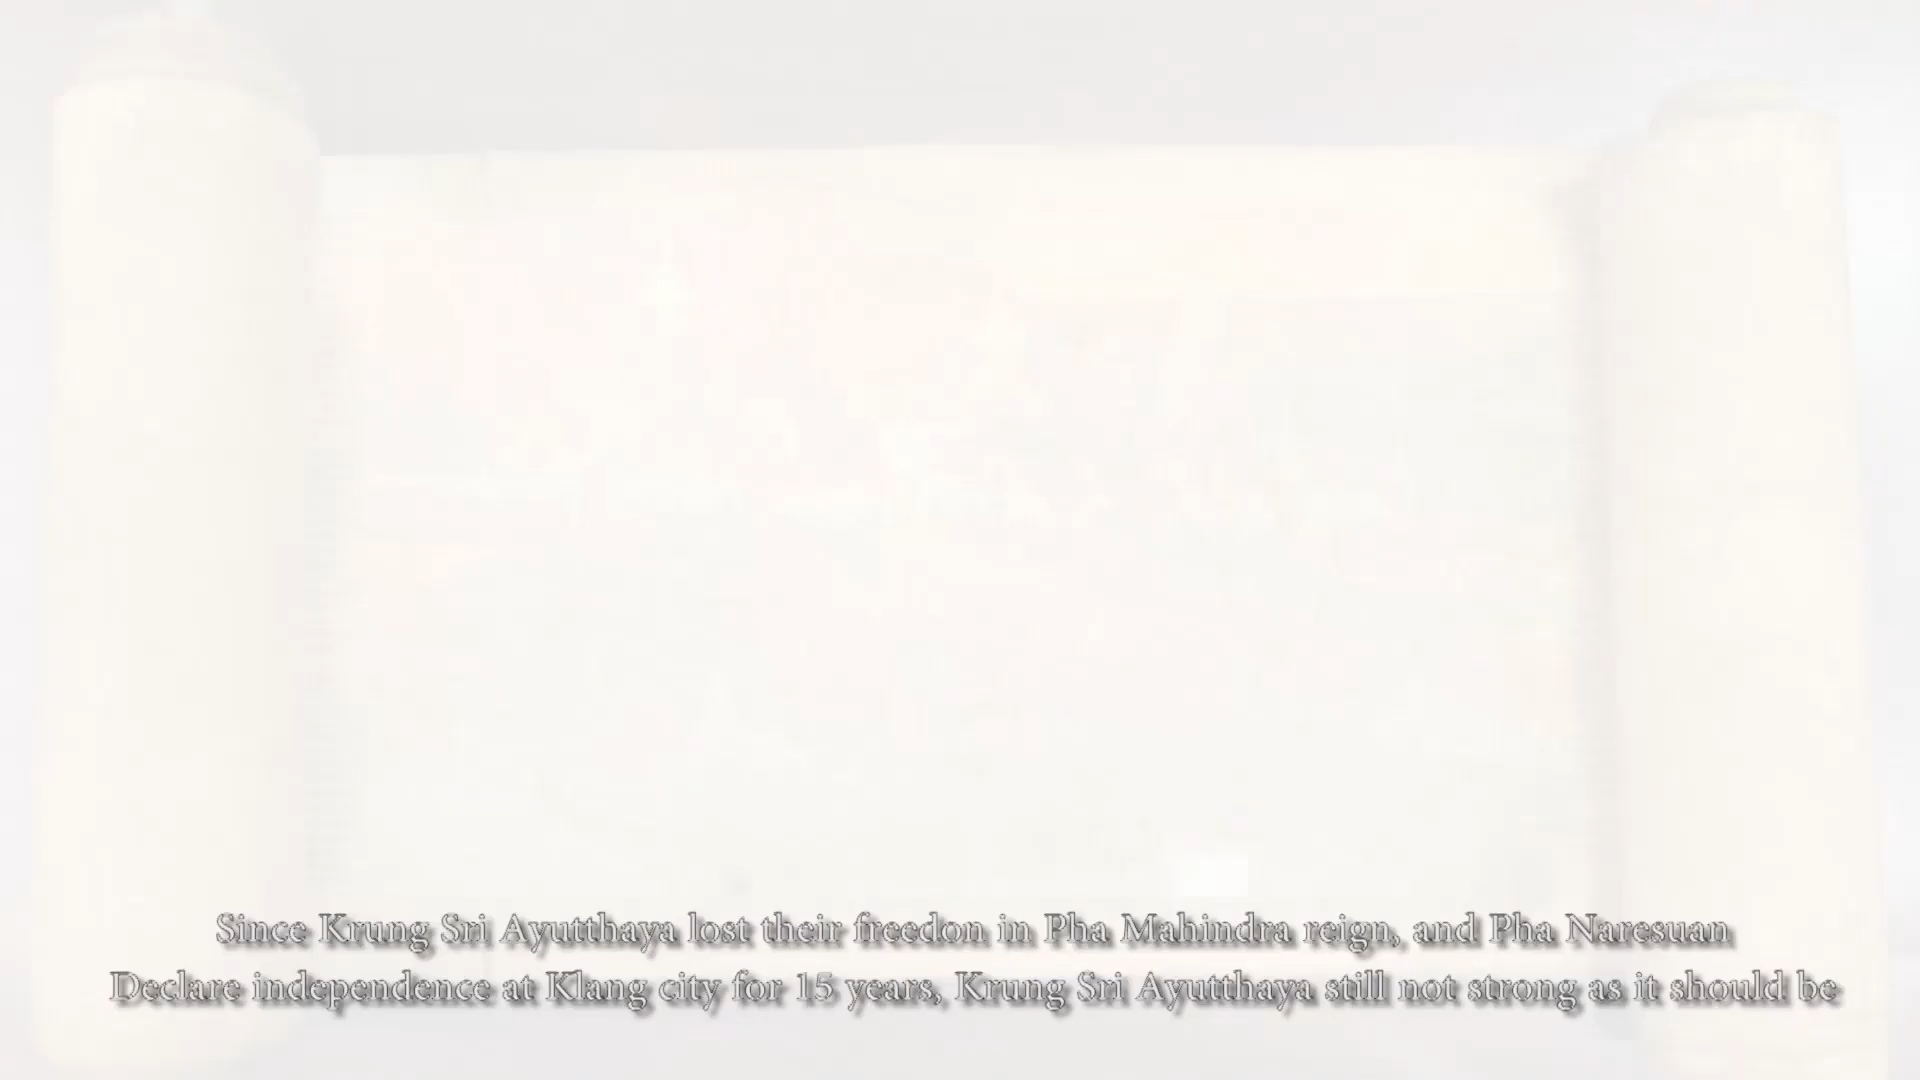 Since Krung Sri Ayutthaya lost their freedon in Pha Mahindra reign, and Pha Naresuan
Declare independence at Klang city for 15 years, Krung Sri Ayutthaya still not strong as it should be